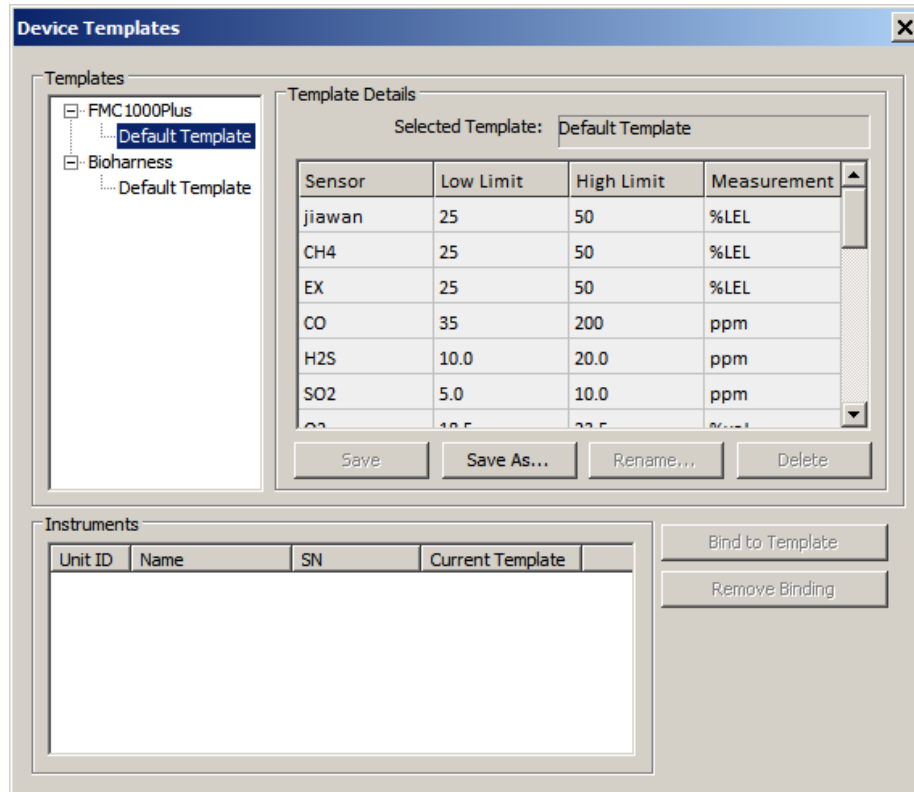 Device Templates
Templates
FMC1000Plus
Default Template
Bioharness
Default Template
Template Details
Selected Template: Default Template
Sensor Low Limit High Limit Measurement
jiawan 25 50 %LEL
CH4 25 50 %LEL
EX 25 50 %LEL
CO 35 200 ppm
H2S 10.0 20.0 ppm
SO2 5.0 10.0 ppm
Save Save As... Rename... Delete
Instruments
Unit ID Name SN Current Template
Bind to Template
Remove Binding